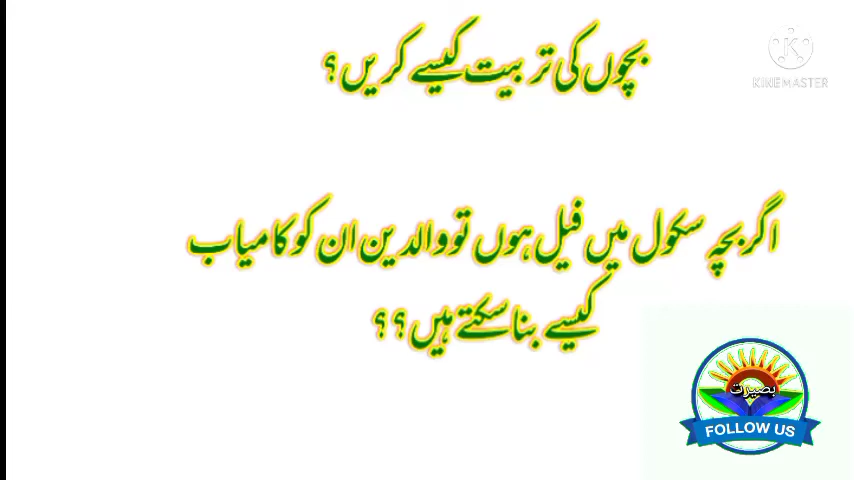 بچوں کی تربیت کیسے کریں؟
KINEMASTER
اگر بچہ سکول میں فیل ہوں تو والدین ان کو کامیاب
کیسے بنا سکتے ہیں؟؟
بصیرت
FOLLOW US